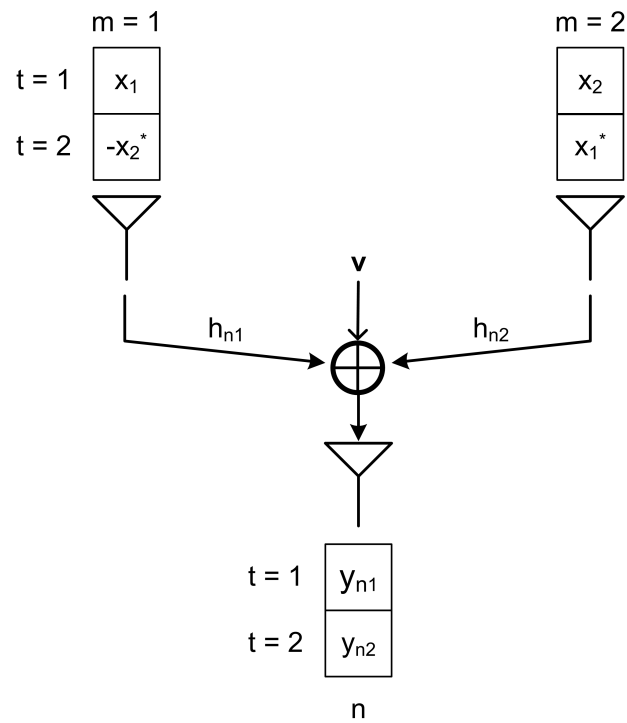 m = 1 m = 2
t = 1 x1 x2
t = 2 -x2* x1*
v
hn1 hn2
t = 1 yn1
t = 2 yn2
n